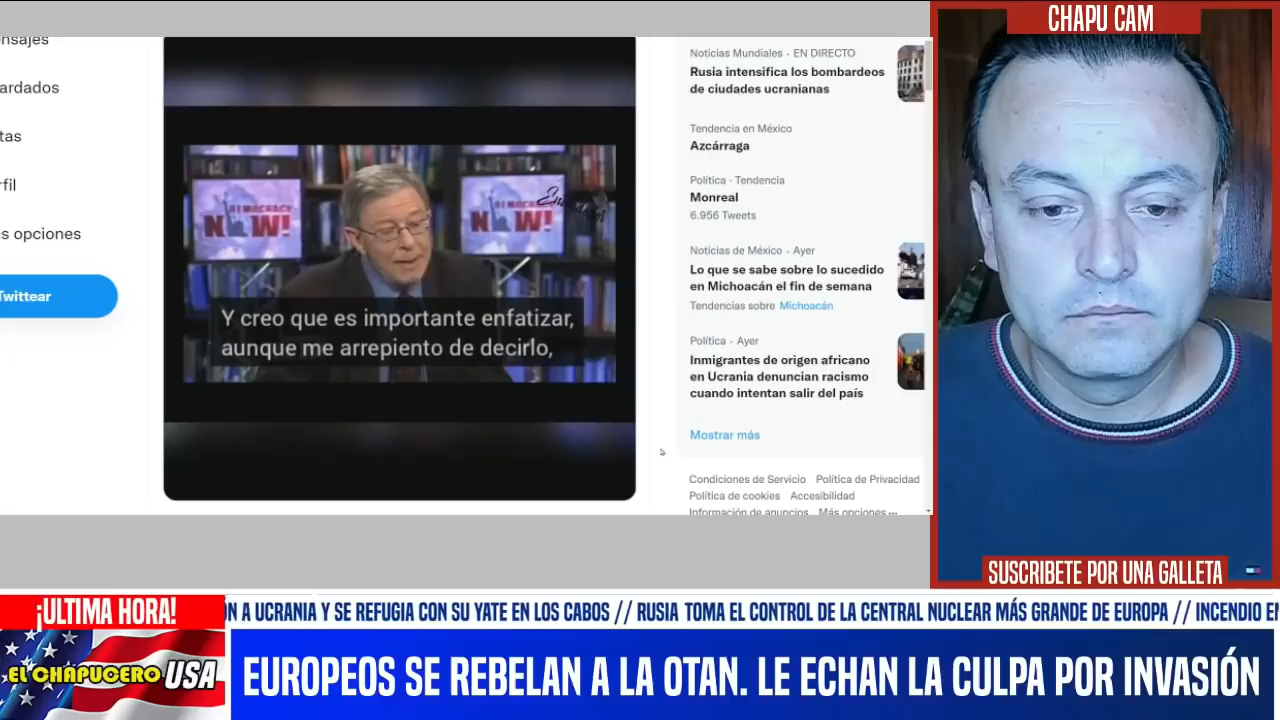 CHAPU CAM
ensajes
ardados
tas
rfil
s opciones
Twittear
DEMOCRACY
NOW!
DEMOCRACY
NOW!
Y creo que es importante enfatizar,
aunque me arrepiento de decirlo,
Noticias Mundiales · EN DIRECTO
Rusia intensifica los bombardeos
de ciudades ucranianas
Tendencia en México
Azcárraga
Política · Tendencia
Monreal
6.956 Tweets
Noticias de México · Ayer
Lo que se sabe sobre lo sucedido
en Michoacán el fin de semana
Tendencias sobre Michoacán
Política · Ayer
Inmigrantes de origen africano
en Ucrania denuncian racismo
cuando intentan salir del país
Mostrar más
Condiciones de Servicio Política de Privacidad
Política de cookies Accesibilidad
Información de anuncios Más opciones ···
SUSCRIBETE POR UNA GALLETA
¡ULTIMA HORA!
ÓN A UCRANIA Y SE REFUGIA CON SU YATE EN LOS CABOS // RUSIA TOMA EL CONTROL DE LA CENTRAL NUCLEAR MÁS GRANDE DE EUROPA // INCENDIO E
EL CHAPUCERO USA
EUROPEOS SE REBELAN A LA OTAN. LE ECHAN LA CULPA POR INVASIÓN